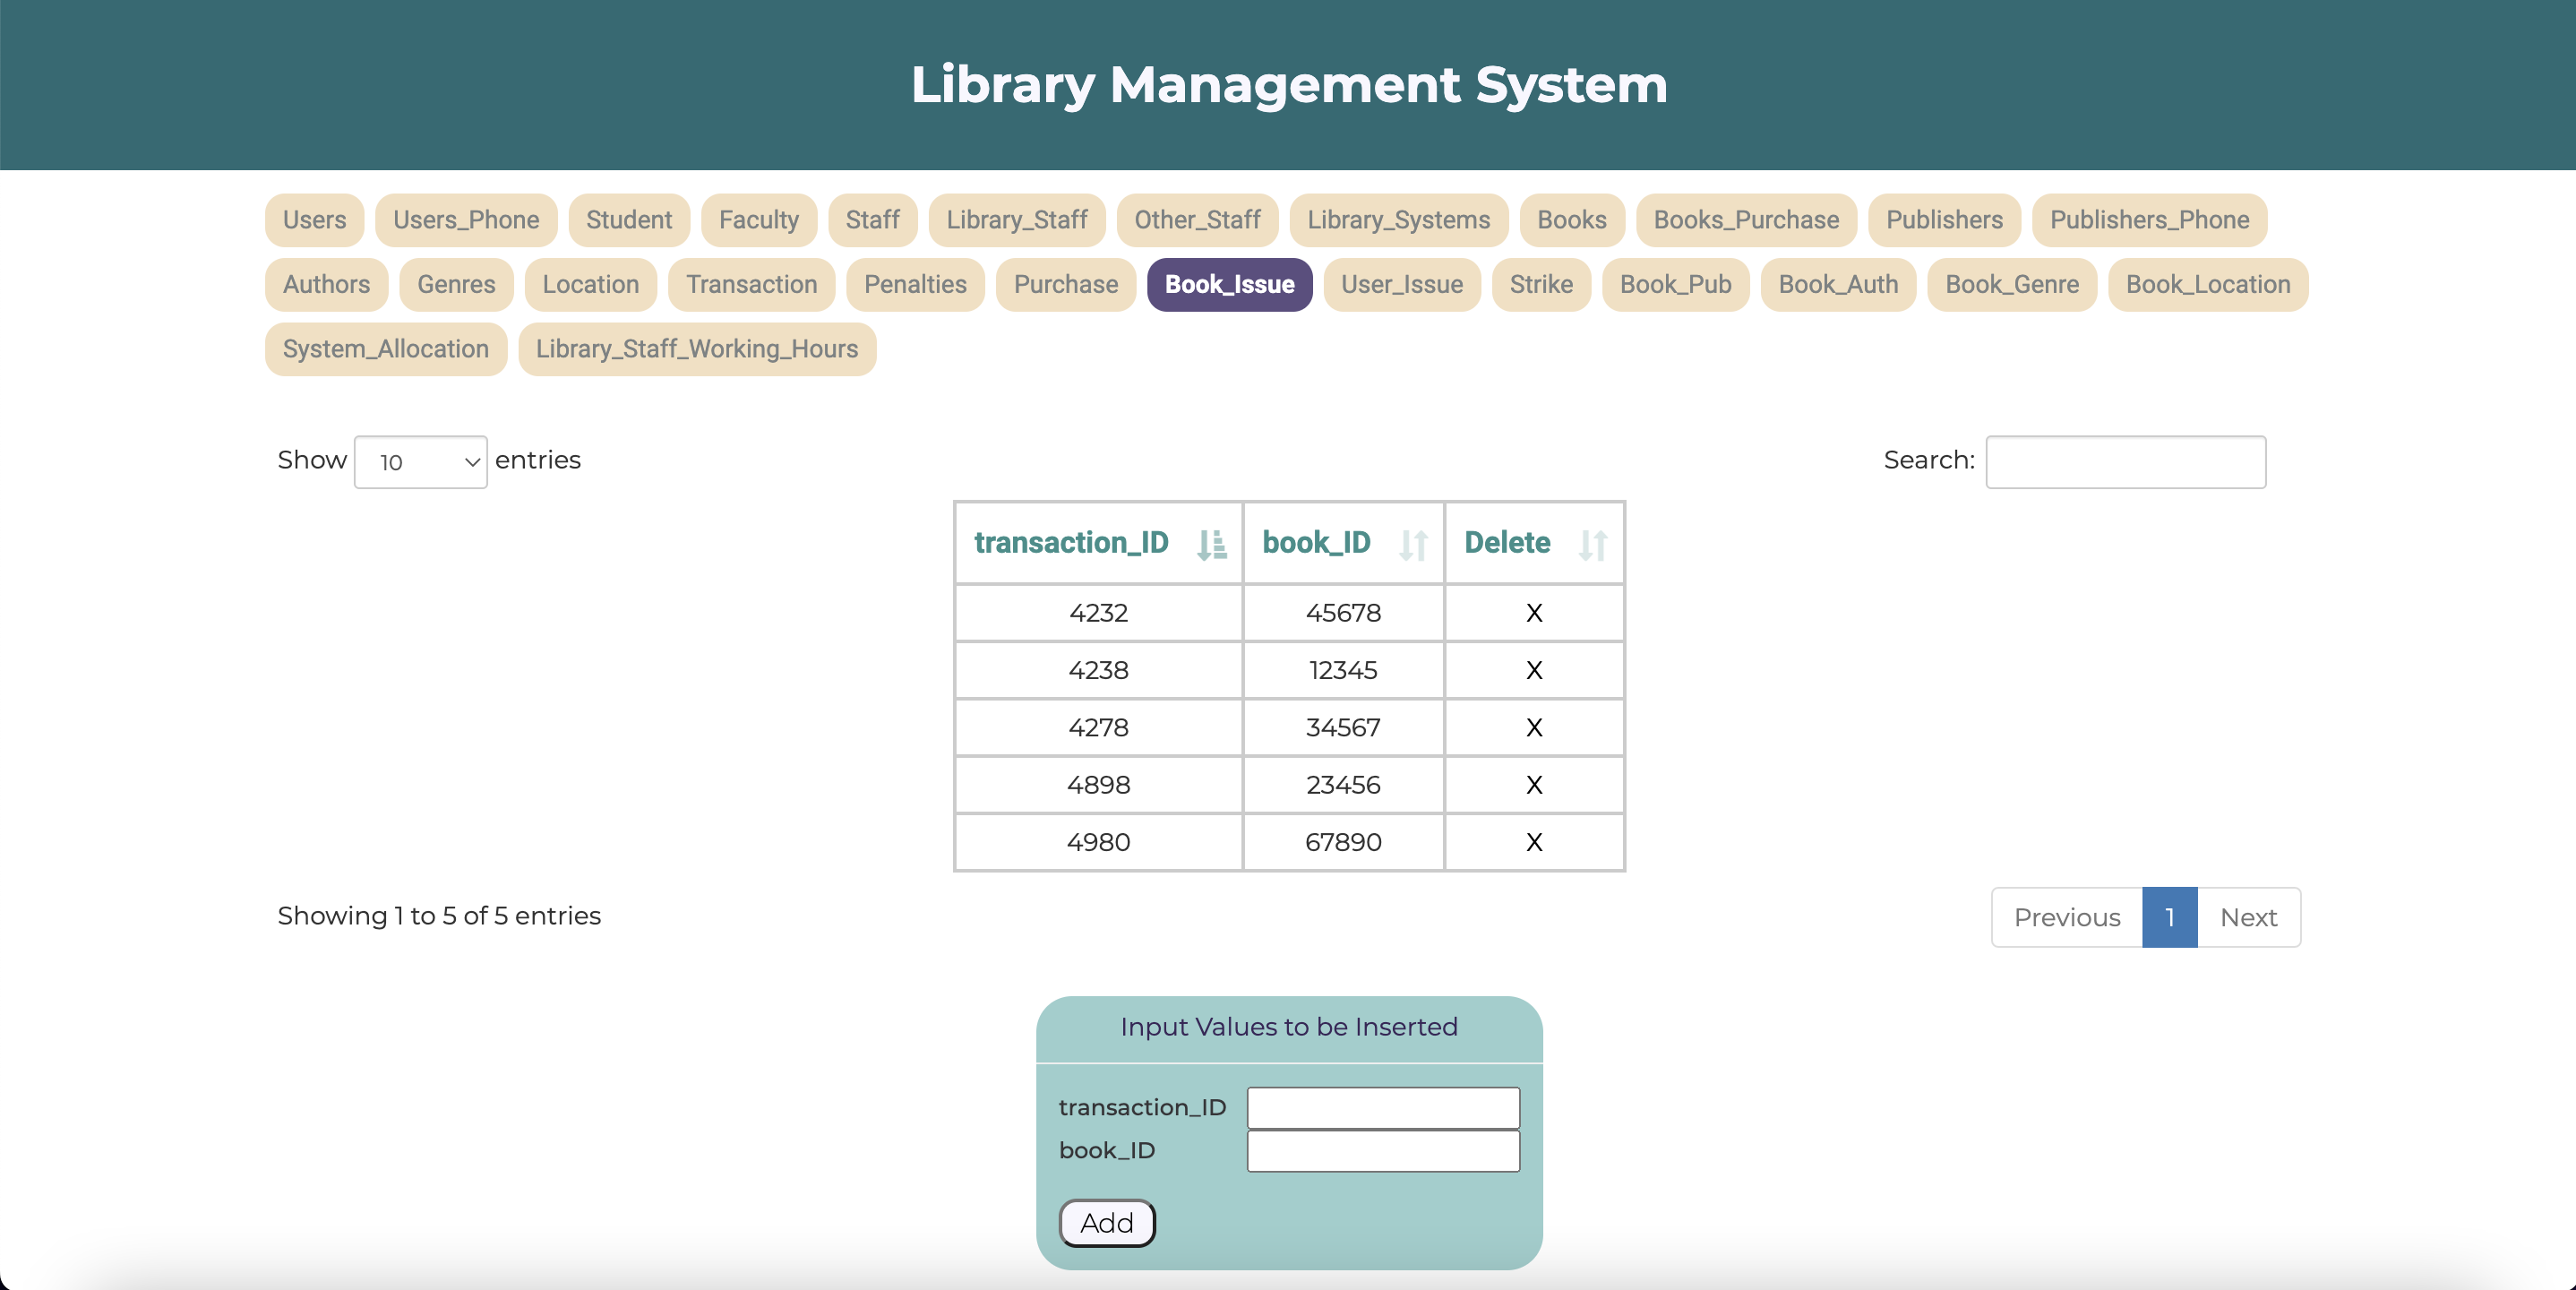 Library Management System
Users Users_Phone Student Faculty Staff Library_Staff Other_Staff Library_Systems Books Books_Purchase Publishers Publishers_Phone
Authors Genres Location Transaction Penalties Purchase Book_Issue User_Issue Strike Book_Pub Book_Auth Book_Genre Book_Location
System_Allocation Library_Staff_Working_Hours
Show 10 entries Search:
transaction_ID book_ID Delete
4232 45678 X
4238 12345 X
4278 34567 X
4898 23456 X
4980 67890 X
Showing 1 to 5 of 5 entries Previous 1 Next
Input Values to be Inserted
transaction_ID
book_ID
Add